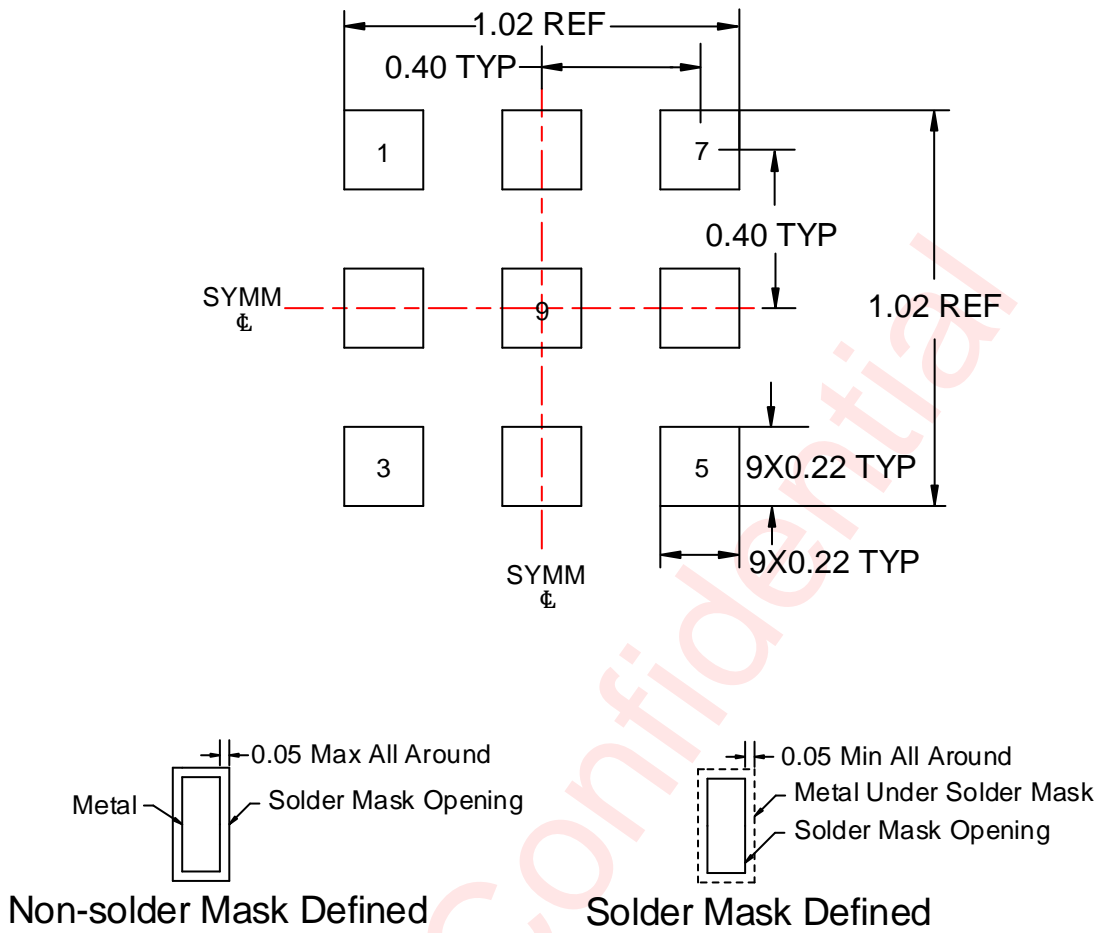 1.02 REF
0.40 TYP
1
7
0.40 TYP
SYMM
℄
9
1.02 REF
3
5
9X0.22 TYP
9X0.22 TYP
SYMM
℄
0.05 Max All Around
Metal
Solder Mask Opening
Non-solder Mask Defined
0.05 Min All Around
Metal Under Solder Mask
Solder Mask Opening
Solder Mask Defined
Confidential